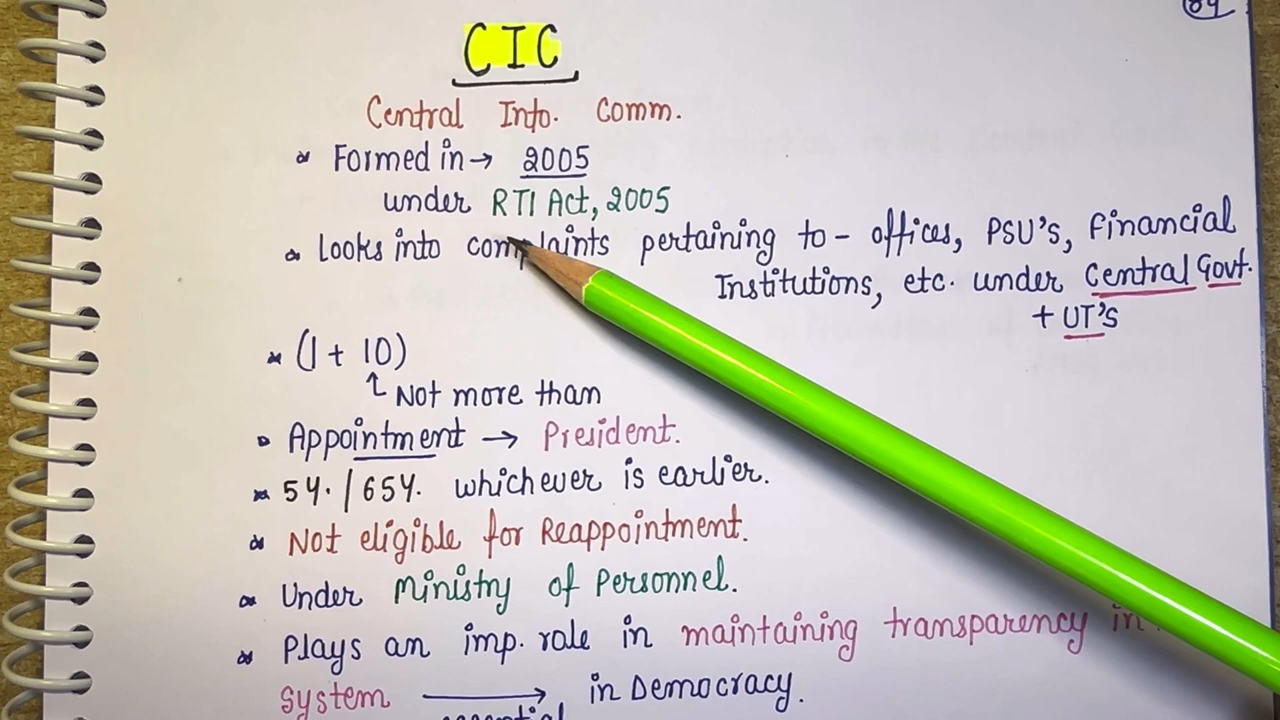 84
CIC
Central Info. Comm.
Formed in → 2005
under RTI Act, 2005
Looks into complaints pertaining to - offices, PSU's, Financial
Institutions, etc. under Central Govt.
+ UT's
(1 + 10)
↑ Not more than
Appointment → President.
5y. / 65y. whichever is earlier.
Not eligible for Reappointment.
Under Ministry of Personnel.
Plays an imp. role in maintaining transparency in
system → in Democracy.
essential